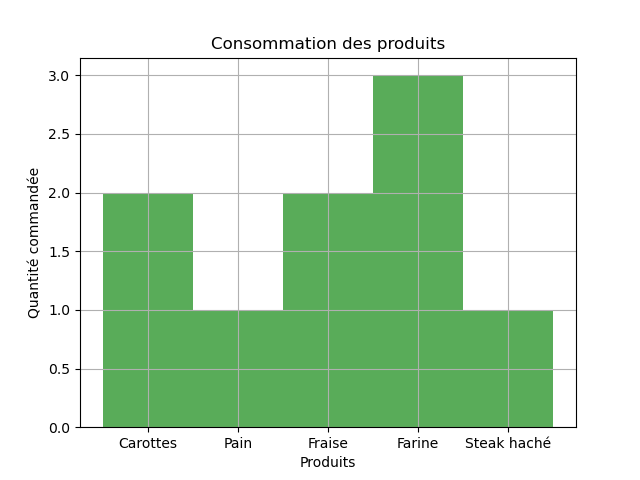 Consommation des produits
Quantité commandée
3.0
2.5
2.0
1.5
1.0
0.5
0.0
Carottes Pain Fraise Farine Steak haché
Produits